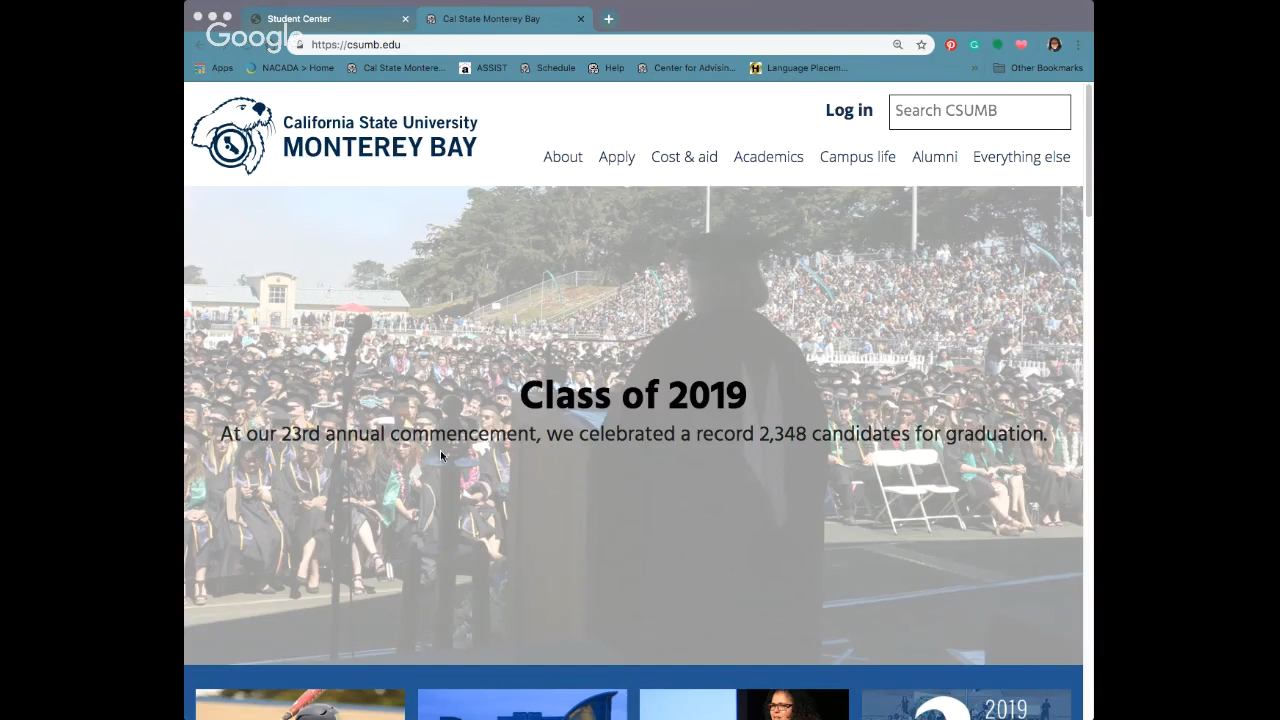 Student Center
Cal State Monterey Bay
Google
https://csumb.edu
Apps
NACADA > Home
Cal State Montere...
ASSIST
Schedule
Help
Center for Advisin...
Language Placem...
»
Other Bookmarks
California State University
MONTEREY BAY
Log in
Search CSUMB
About
Apply
Cost & aid
Academics
Campus life
Alumni
Everything else
Class of 2019
At our 23rd annual commencement, we celebrated a record 2,348 candidates for graduation.
2019